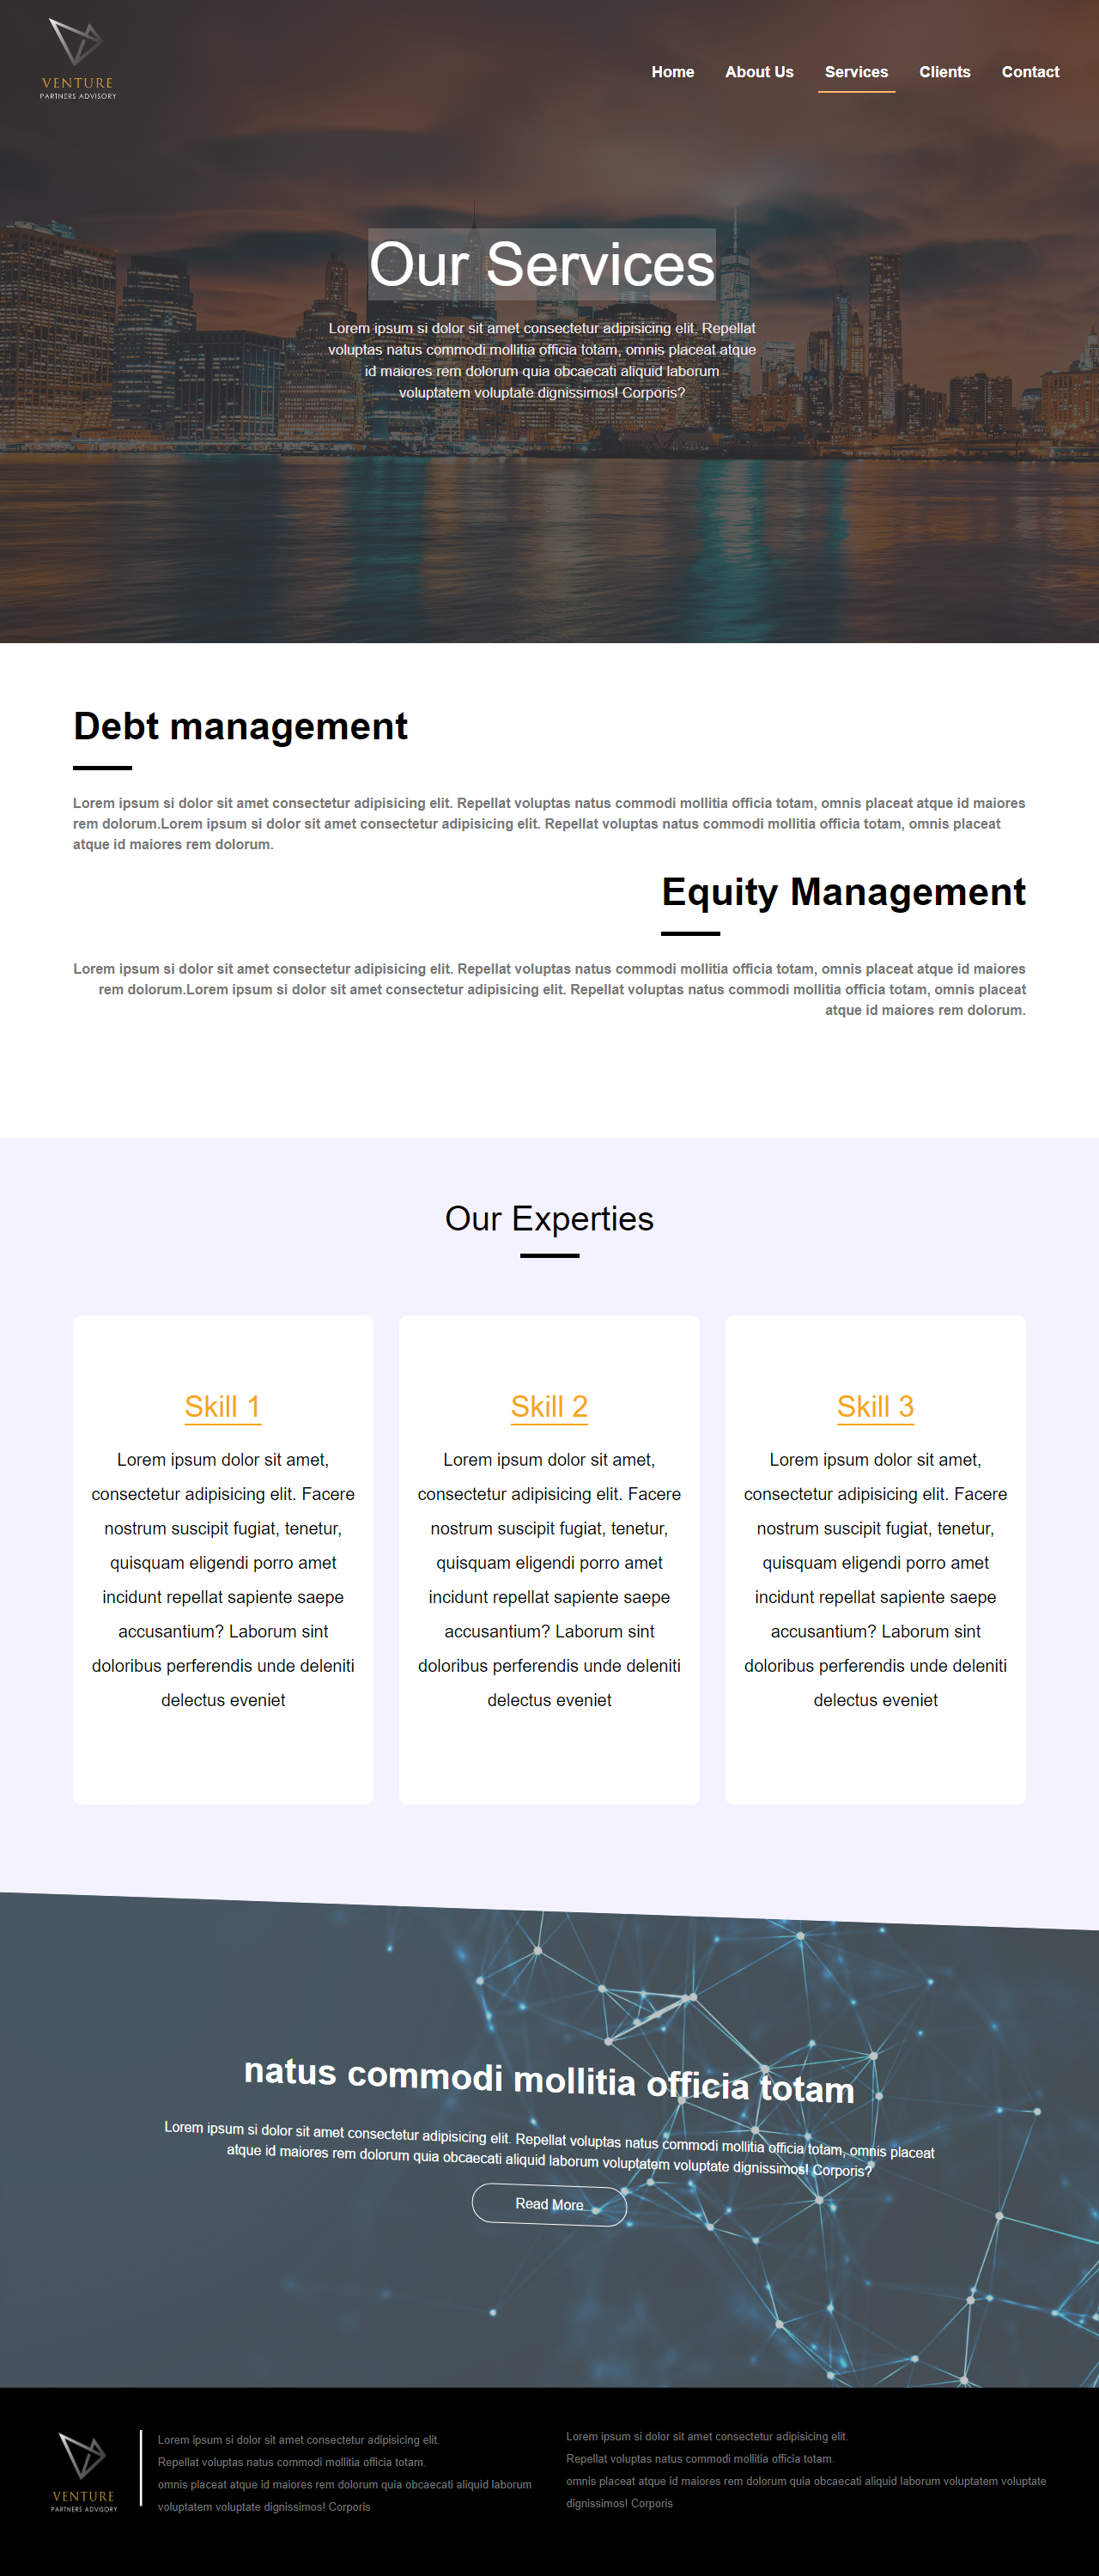 VENTURE
PARTNERS ADVISORY
Home About Us Services Clients Contact
Our Services
Lorem ipsum si dolor sit amet consectetur adipisicing elit. Repellat
voluptas natus commodi mollitia officia totam, omnis placeat atque
id maiores rem dolorum quia obcaecati aliquid laborum
voluptatem voluptate dignissimos! Corporis?
Debt management
Lorem ipsum si dolor sit amet consectetur adipisicing elit. Repellat voluptas natus commodi mollitia officia totam, omnis placeat atque id maiores
rem dolorum.Lorem ipsum si dolor sit amet consectetur adipisicing elit. Repellat voluptas natus commodi mollitia officia totam, omnis placeat
atque id maiores rem dolorum.
Equity Management
Lorem ipsum si dolor sit amet consectetur adipisicing elit. Repellat voluptas natus commodi mollitia officia totam, omnis placeat atque id maiores
rem dolorum.Lorem ipsum si dolor sit amet consectetur adipisicing elit. Repellat voluptas natus commodi mollitia officia totam, omnis placeat
atque id maiores rem dolorum.
Our Experties
Skill 1
Lorem ipsum dolor sit amet,
consectetur adipisicing elit. Facere
nostrum suscipit fugiat, tenetur,
quisquam eligendi porro amet
incidunt repellat sapiente saepe
accusantium? Laborum sint
doloribus perferendis unde deleniti
delectus eveniet
Skill 2
Lorem ipsum dolor sit amet,
consectetur adipisicing elit. Facere
nostrum suscipit fugiat, tenetur,
quisquam eligendi porro amet
incidunt repellat sapiente saepe
accusantium? Laborum sint
doloribus perferendis unde deleniti
delectus eveniet
Skill 3
Lorem ipsum dolor sit amet,
consectetur adipisicing elit. Facere
nostrum suscipit fugiat, tenetur,
quisquam eligendi porro amet
incidunt repellat sapiente saepe
accusantium? Laborum sint
doloribus perferendis unde deleniti
delectus eveniet
natus commodi mollitia officia totam
Lorem ipsum si dolor sit amet consectetur adipisicing elit. Repellat voluptas natus commodi mollitia officia totam, omnis placeat
atque id maiores rem dolorum quia obcaecati aliquid laborum voluptatem voluptate dignissimos! Corporis?
Read More
VENTURE
PARTNERS ADVISORY
Lorem ipsum si dolor sit amet consectetur adipisicing elit.
Repellat voluptas natus commodi mollitia officia totam.
omnis placeat atque id maiores rem dolorum quia obcaecati aliquid laborum
voluptatem voluptate dignissimos! Corporis
Lorem ipsum si dolor sit amet consectetur adipisicing elit.
Repellat voluptas natus commodi mollitia officia totam.
omnis placeat atque id maiores rem dolorum quia obcaecati aliquid laborum voluptatem voluptate
dignissimos! Corporis